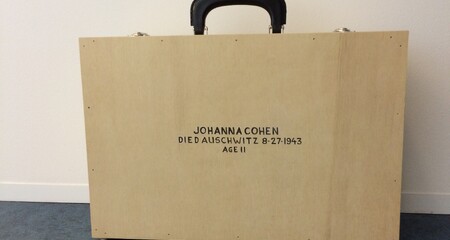 JOHANNA COHEN
DIED AUSCHWITZ 8-27-1943
AGE 11